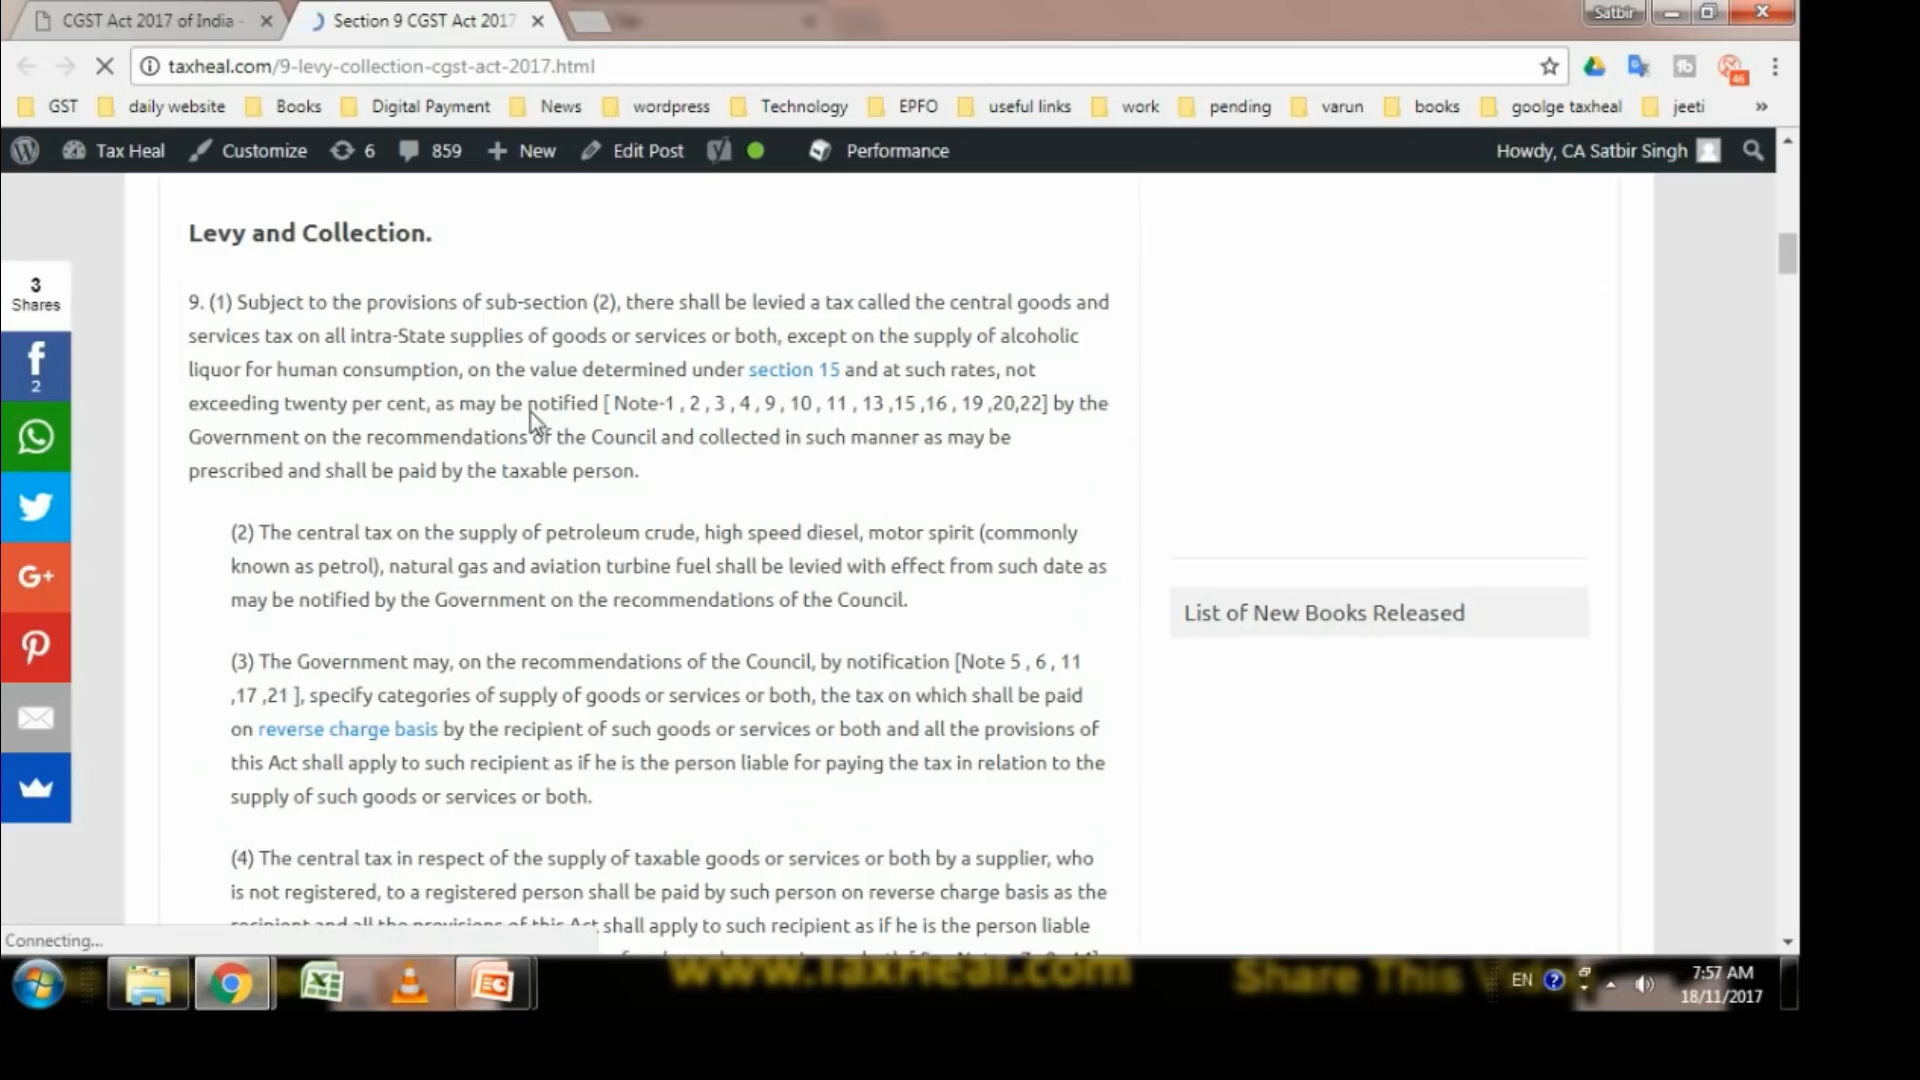 CGST Act 2017 of India -
Section 9 CGST Act 2017
Satbir
taxheal.com/9-levy-collection-cgst-act-2017.html
46
GST daily website Books Digital Payment News wordpress Technology EPFO useful links work pending varun books goolge taxheal jeeti »
Tax Heal Customize 6 859 New Edit Post Performance Howdy, CA Satbir Singh
Levy and Collection.
3
Shares
2
9. (1) Subject to the provisions of sub-section (2), there shall be levied a tax called the central goods and
services tax on all intra-State supplies of goods or services or both, except on the supply of alcoholic
liquor for human consumption, on the value determined under section 15 and at such rates, not
exceeding twenty per cent, as may be notified [ Note-1 , 2 , 3 , 4 , 9 , 10 , 11 , 13 ,15 ,16 , 19 ,20,22] by the
Government on the recommendations of the Council and collected in such manner as may be
prescribed and shall be paid by the taxable person.
(2) The central tax on the supply of petroleum crude, high speed diesel, motor spirit (commonly
known as petrol), natural gas and aviation turbine fuel shall be levied with effect from such date as
may be notified by the Government on the recommendations of the Council.
G+
List of New Books Released
(3) The Government may, on the recommendations of the Council, by notification [Note 5 , 6 , 11
,17 ,21 ], specify categories of supply of goods or services or both, the tax on which shall be paid
on reverse charge basis by the recipient of such goods or services or both and all the provisions of
this Act shall apply to such recipient as if he is the person liable for paying the tax in relation to the
supply of such goods or services or both.
(4) The central tax in respect of the supply of taxable goods or services or both by a supplier, who
is not registered, to a registered person shall be paid by such person on reverse charge basis as the
recipient and all the provisions of this Act shall apply to such recipient as if he is the person liable
Connecting...
www.TaxHeal.com
Share This
EN
7:57 AM
18/11/2017